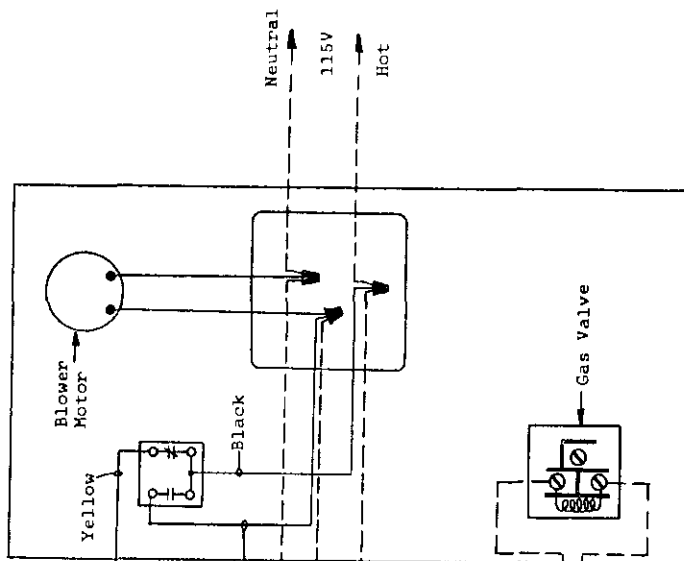 Neutral
115V
Hot
Blower
Motor
Yellow
Black
Gas Valve